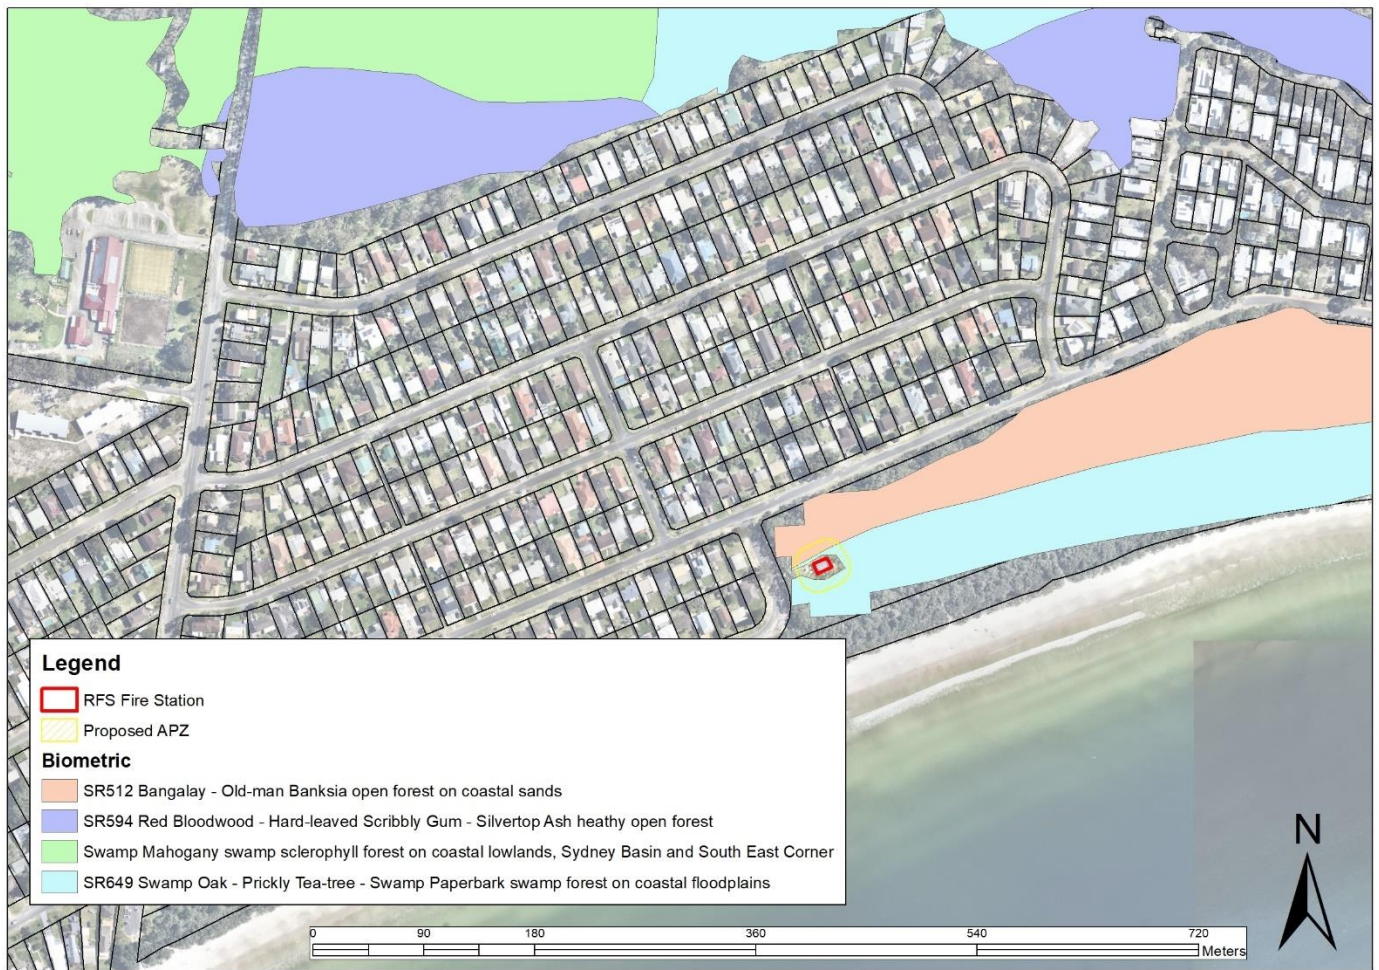 Legend
RFS Fire Station
Proposed APZ
Biometric
SR512 Bangalay - Old-man Banksia open forest on coastal sands
SR594 Red Bloodwood - Hard-leaved Scribbly Gum - Silvertop Ash heathy open forest
Swamp Mahogany swamp sclerophyll forest on coastal lowlands, Sydney Basin and South East Corner
SR649 Swamp Oak - Prickly Tea-tree - Swamp Paperbark swamp forest on coastal floodplains
N
0 90 180 360 540 720
Meters